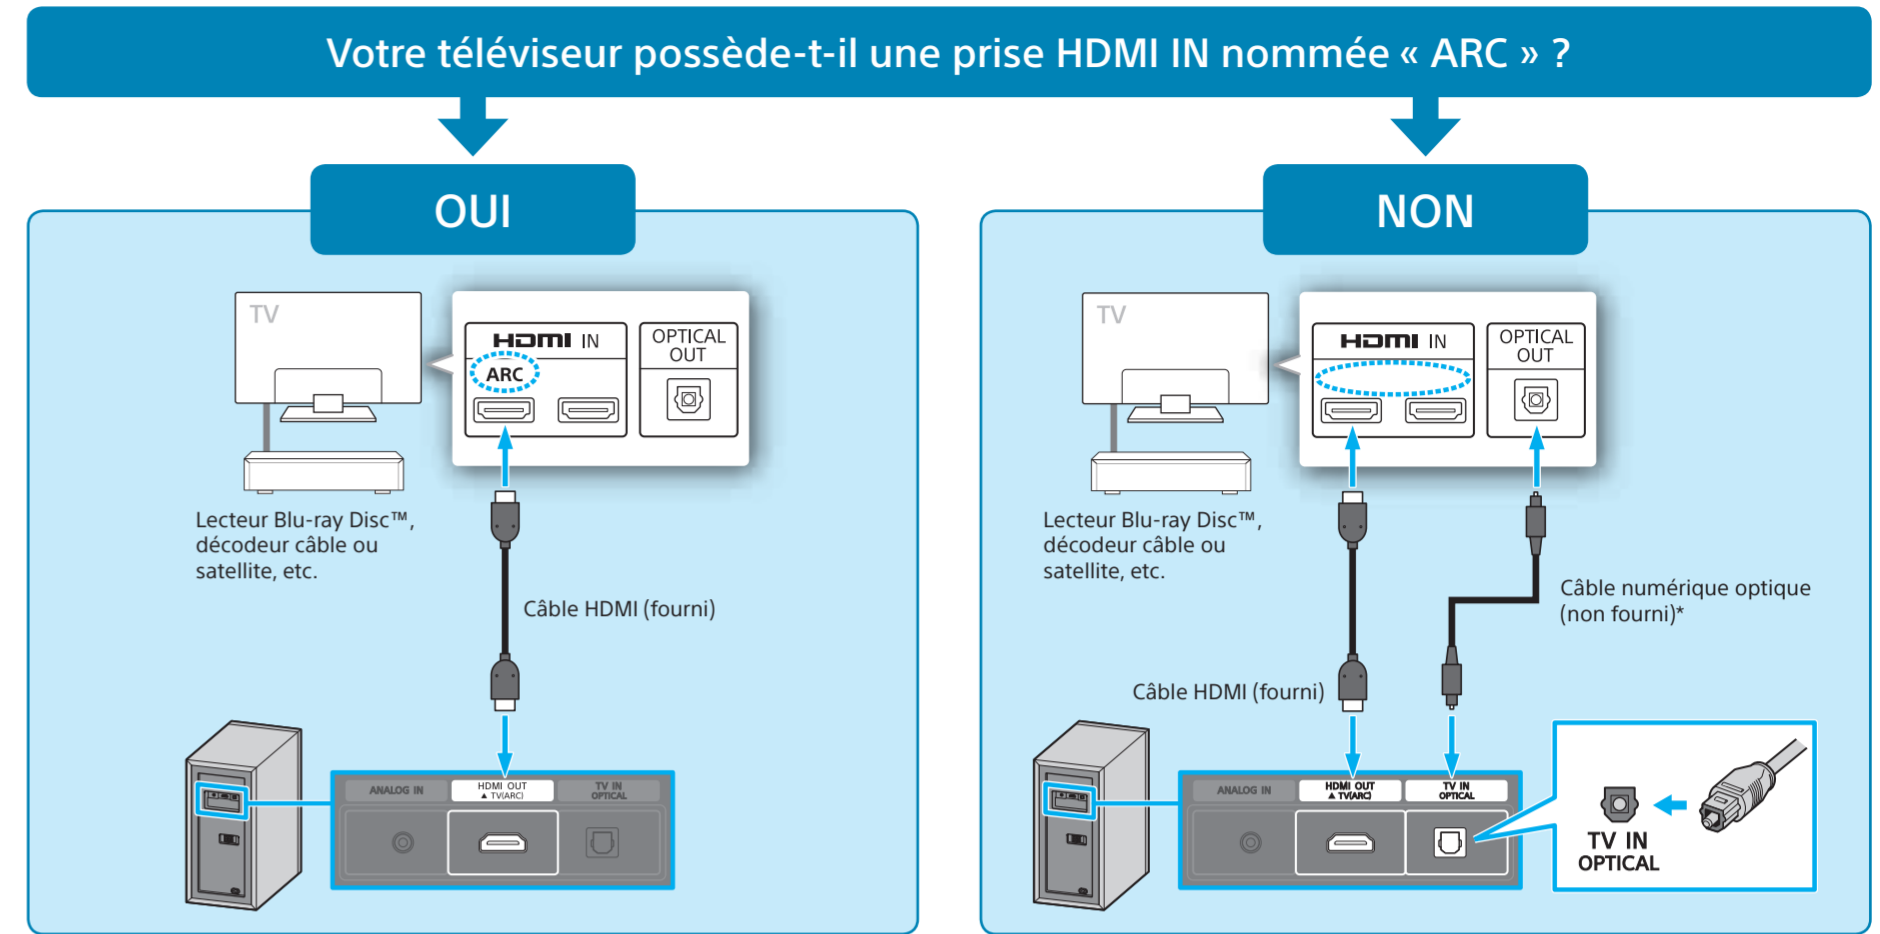 Votre téléviseur possède-t-il une prise HDMI IN nommée « ARC » ?
OUI
TV
HDMI IN
ARC
OPTICAL
OUT
Lecteur Blu-ray Disc™,
décodeur câble ou
satellite, etc.
Câble HDMI (fourni)
ANALOG IN
HDMI OUT
▲ TV(ARC)
TV IN
OPTICAL
NON
TV
HDMI IN
OPTICAL
OUT
Lecteur Blu-ray Disc™,
décodeur câble ou
satellite, etc.
Câble numérique optique
(non fourni)*
Câble HDMI (fourni)
ANALOG IN
HDMI OUT
▲ TV(ARC)
TV IN
OPTICAL
TV IN
OPTICAL